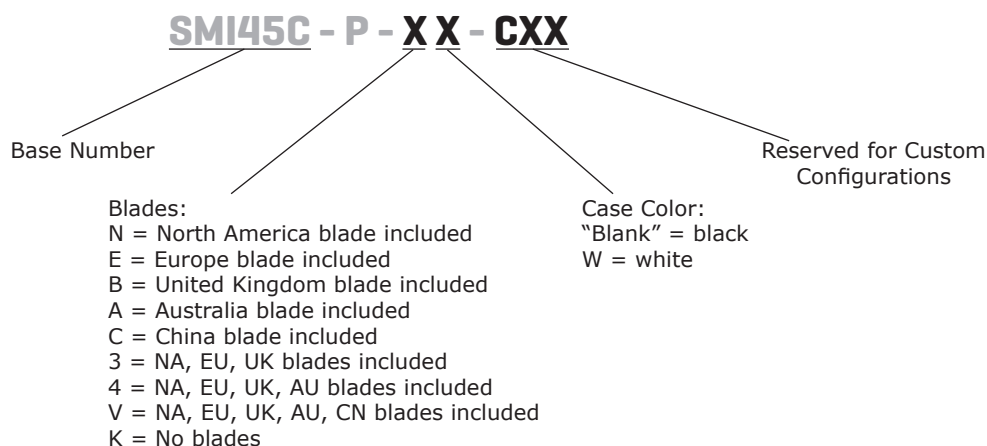 SMI45C - P - X X - CXX
Base Number
Reserved for Custom
Configurations
Blades:
N = North America blade included
E = Europe blade included
B = United Kingdom blade included
A = Australia blade included
C = China blade included
3 = NA, EU, UK blades included
4 = NA, EU, UK, AU blades included
V = NA, EU, UK, AU, CN blades included
K = No blades
Case Color:
“Blank” = black
W = white